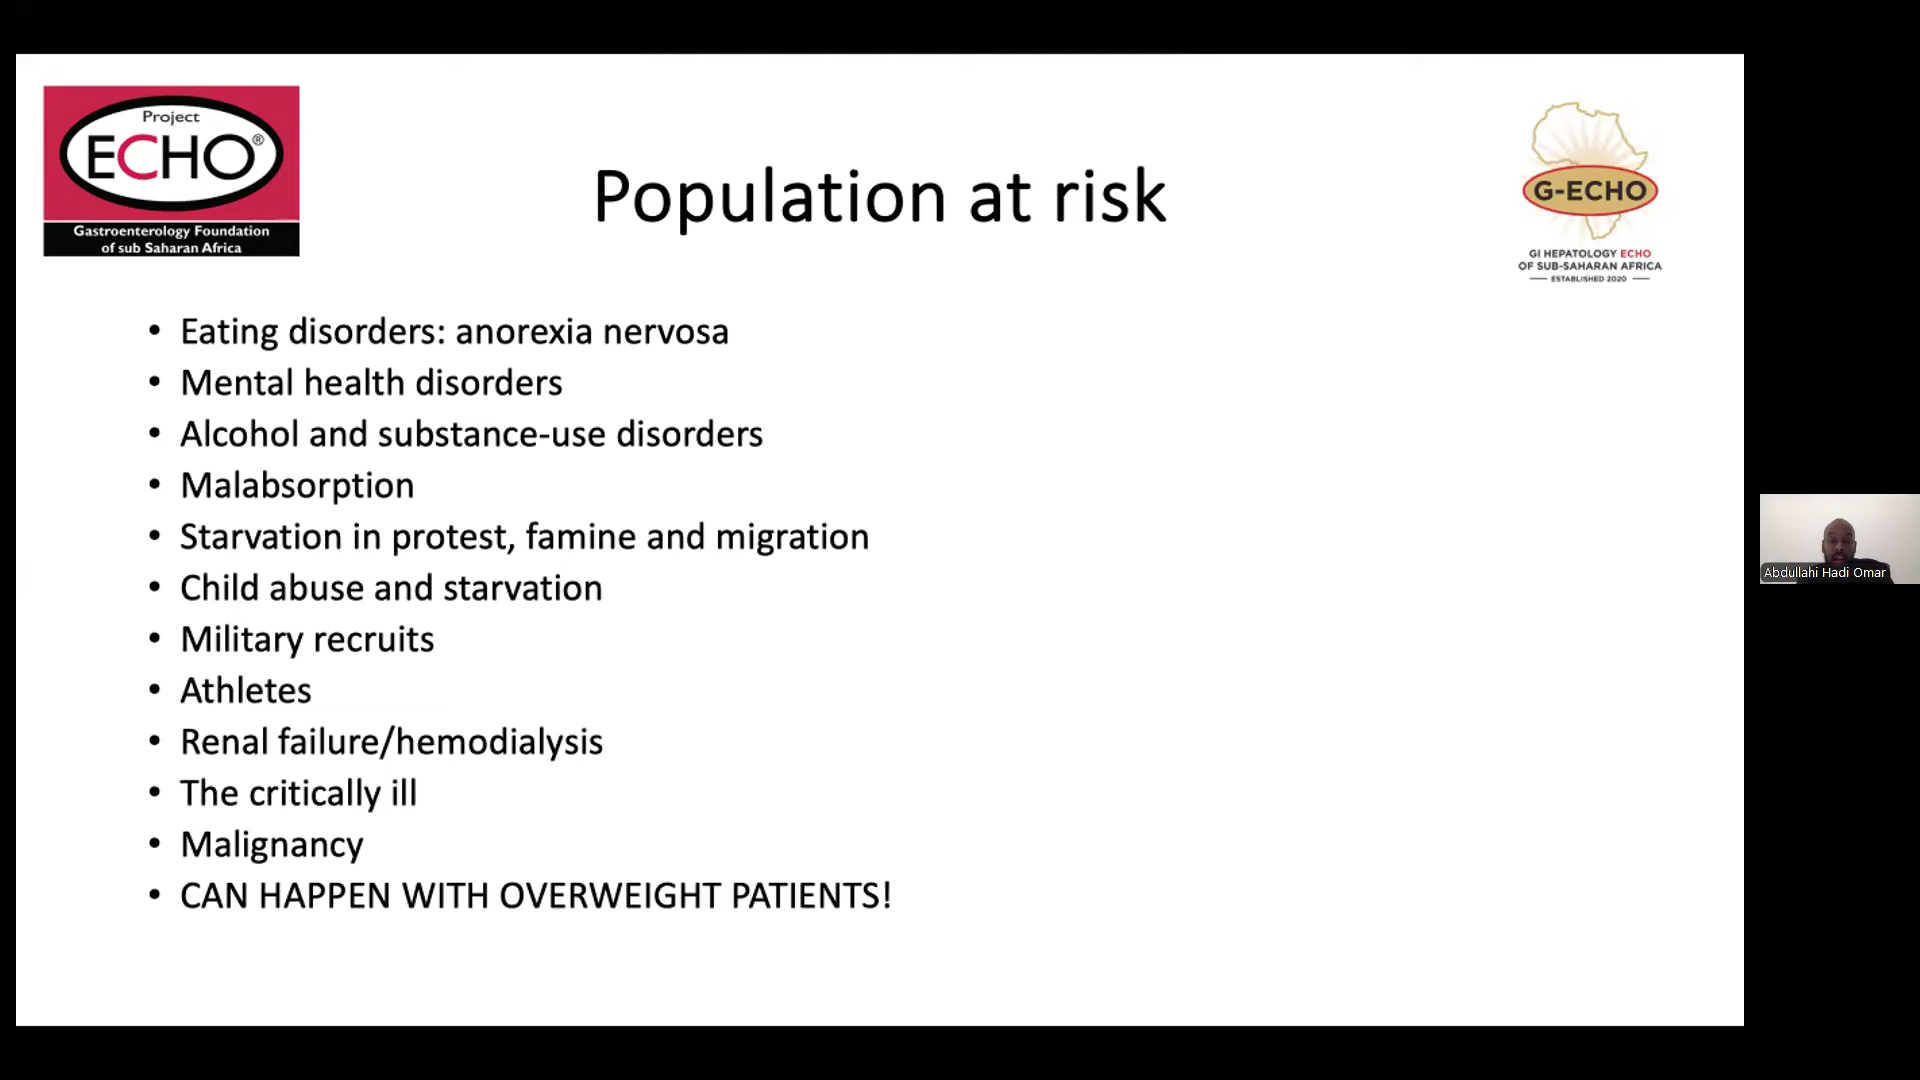 Project
ECHO®
Gastroenterology Foundation
of sub Saharan Africa
Population at risk
G-ECHO
GI HEPATOLOGY ECHO
OF SUB-SAHARAN AFRICA
ESTABLISHED 2020
• Eating disorders: anorexia nervosa
• Mental health disorders
• Alcohol and substance-use disorders
• Malabsorption
• Starvation in protest, famine and migration
• Child abuse and starvation
• Military recruits
• Athletes
• Renal failure/hemodialysis
• The critically ill
• Malignancy
• CAN HAPPEN WITH OVERWEIGHT PATIENTS!
Abdullahi Hadi Omar